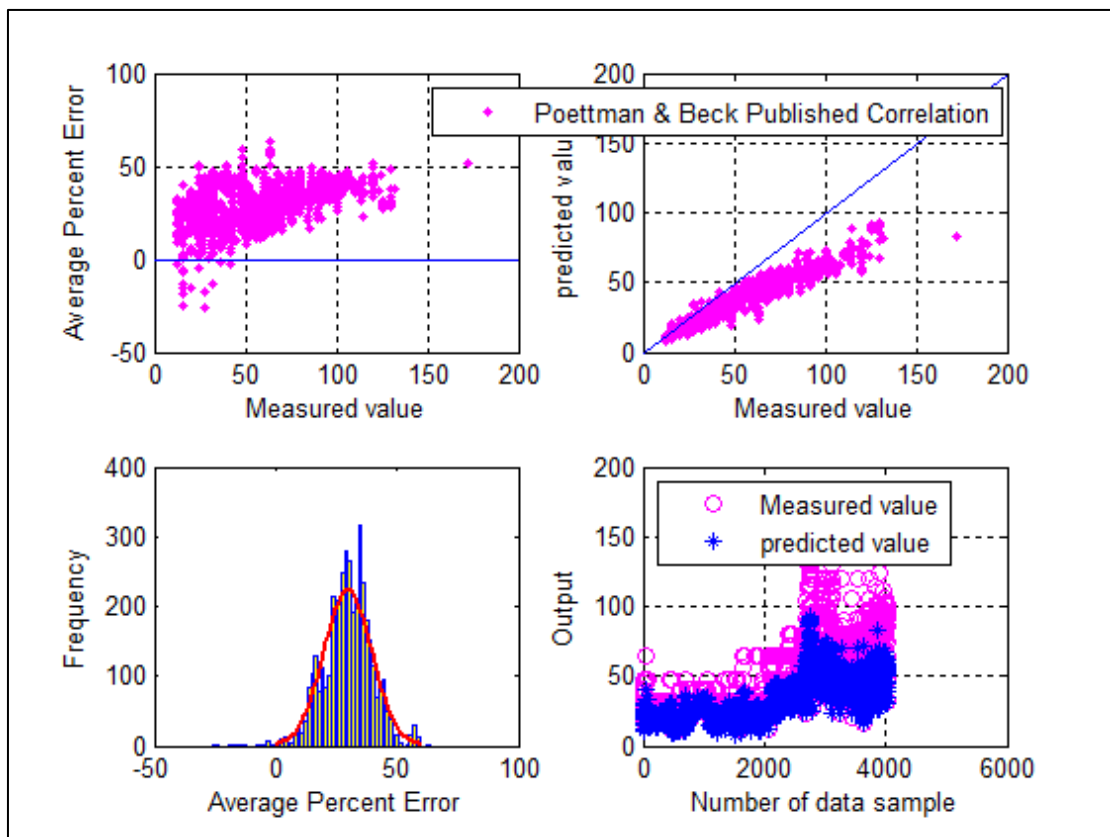 100
50
0
-50
Average Percent Error
0 50 100 150 200
Measured value
Poettman & Beck Published Correlation
200
150
100
50
0
predicted value
0 50 100 150 200
Measured value
400
300
200
100
0
Frequency
-50 0 50 100
Average Percent Error
200
150
100
50
0
Output
Measured value
predicted value
0 2000 4000 6000
Number of data sample